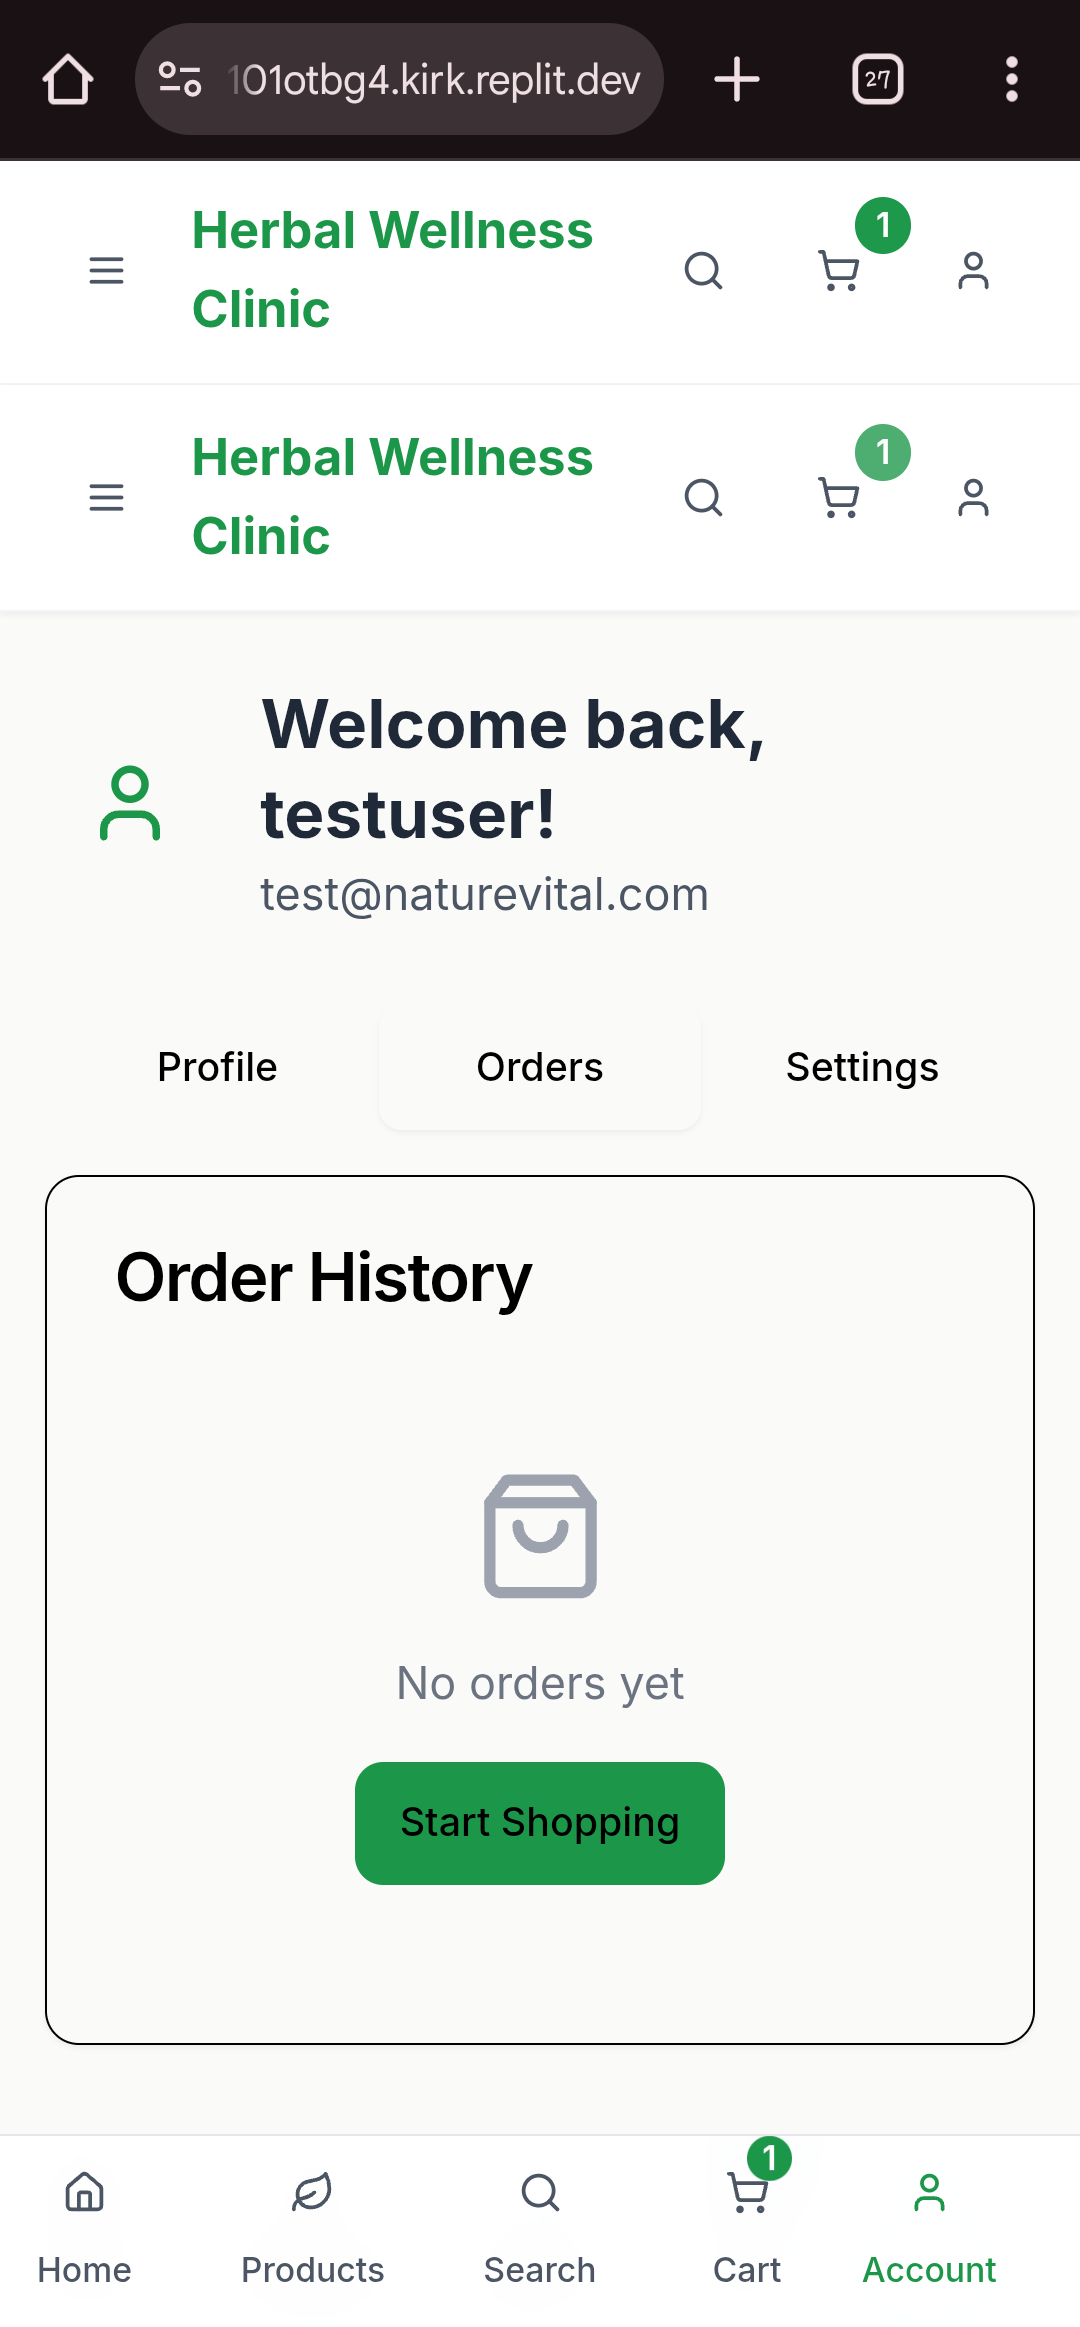 101otbg4.kirk.replit.dev
27
Herbal Wellness
Clinic
1
Herbal Wellness
Clinic
1
Welcome back,
testuser!
test@naturevital.com
Profile
Orders
Settings
Order History
No orders yet
Start Shopping
1
Home
Products
Search
Cart
Account